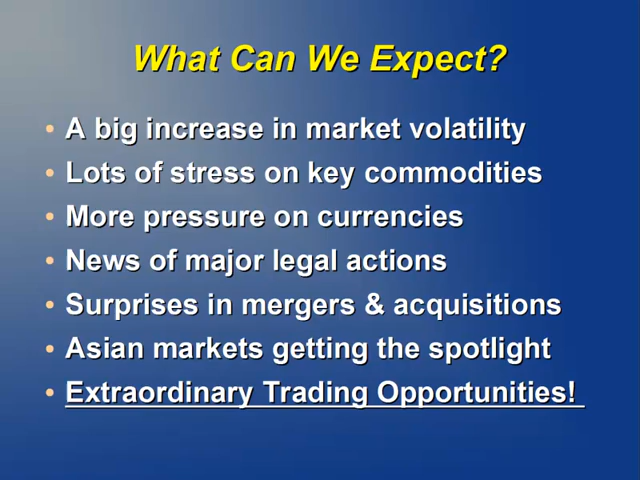 What Can We Expect?
• A big increase in market volatility
• Lots of stress on key commodities
• More pressure on currencies
• News of major legal actions
• Surprises in mergers & acquisitions
• Asian markets getting the spotlight
• Extraordinary Trading Opportunities!